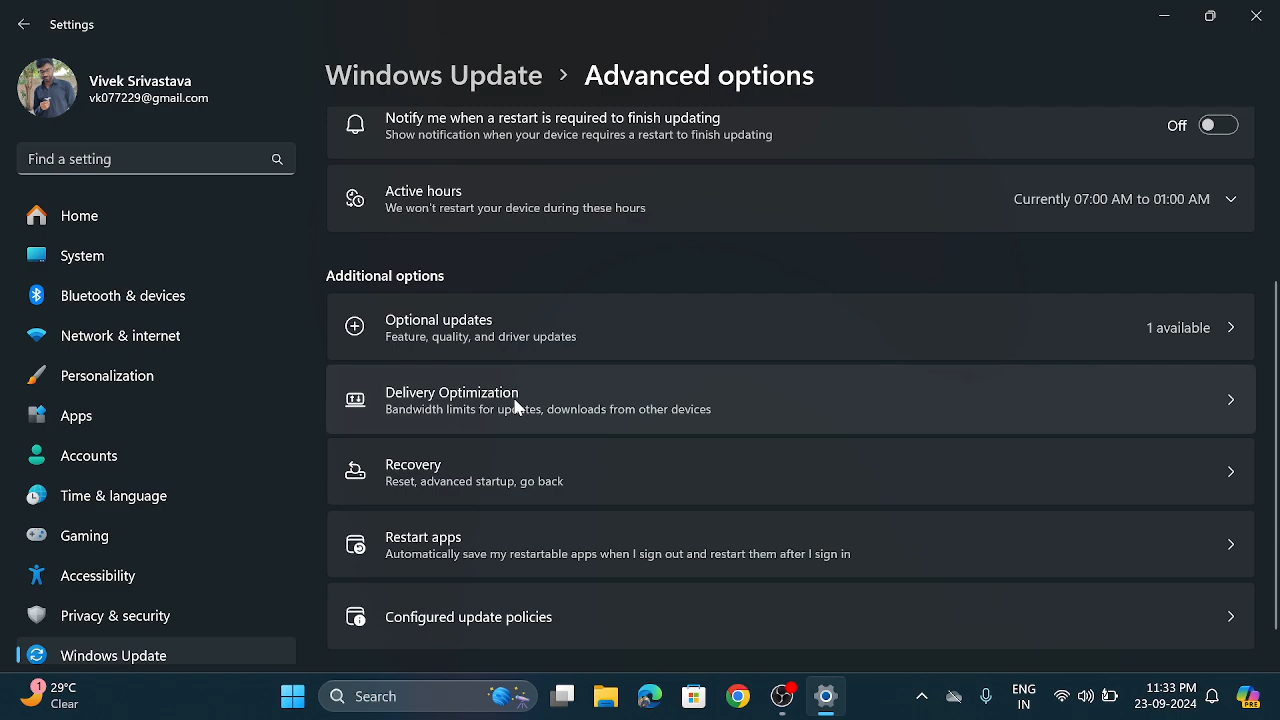 Settings
Vivek Srivastava
vk077229@gmail.com
Find a setting
Home
System
Bluetooth & devices
Network & internet
Personalization
Apps
Accounts
Time & language
Gaming
Accessibility
Privacy & security
Windows Update
Windows Update > Advanced options
Notify me when a restart is required to finish updating
Show notification when your device requires a restart to finish updating
Off
Active hours
We won't restart your device during these hours
Currently 07:00 AM to 01:00 AM
Additional options
Optional updates
Feature, quality, and driver updates
1 available
Delivery Optimization
Bandwidth limits for updates, downloads from other devices
Recovery
Reset, advanced startup, go back
Restart apps
Automatically save my restartable apps when I sign out and restart them after I sign in
Configured update policies
1
29°C
Clear
Search
ENG
IN
11:33 PM
23-09-2024
PRE